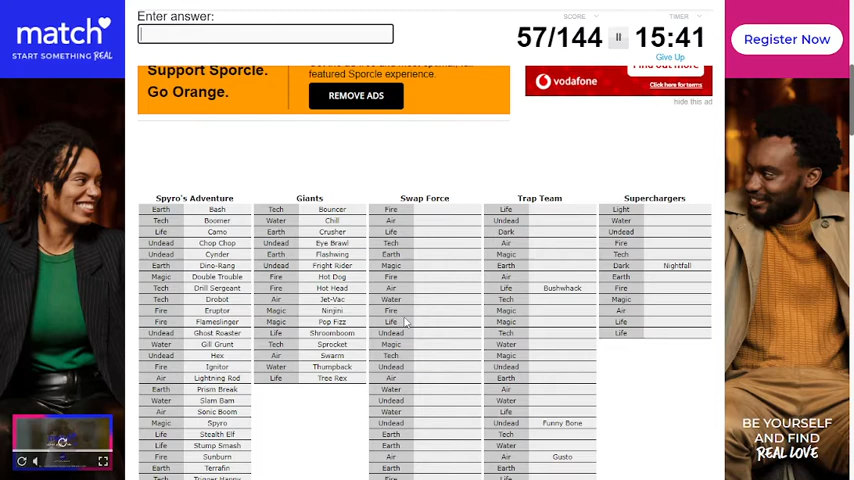 match
START SOMETHING REAL
Enter answer:
SCORE
TIMER
57/144
15:41
Give Up
Register Now
Support Sporcle.
Go Orange.
featured Sporcle experience.
REMOVE ADS
vodafone
Click here for terms
hide this ad
Spyro's Adventure Giants Swap Force Trap Team Superchargers
Earth Bash Tech Bouncer Fire Life Light
Tech Boomer Water Chill Air Undead Water
Life Camo Earth Crusher Life Dark Undead
Undead Chop Chop Undead Eye Brawl Tech Air Fire
Undead Cynder Earth Flashwing Earth Magic Tech
Earth Dino-Rang Undead Fright Rider Magic Earth Dark Nightfall
Magic Double Trouble Fire Hot Dog Fire Air Earth
Tech Drill Sergeant Fire Hot Head Air Life Bushwhack Fire
Tech Drobot Air Jet-Vac Water Tech Magic
Fire Eruptor Magic Ninjini Fire Magic Air
Fire Flameslinger Magic Pop Fizz Life Magic Life
Undead Ghost Roaster Life Shroomboom Undead Tech Life
Water Gill Grunt Tech Sprocket Magic Water
Undead Hex Air Swarm Tech Magic
Fire Ignitor Water Thumpback Undead Undead
Air Lightning Rod Life Tree Rex Air Earth
Earth Prism Break Water Air
Water Slam Bam Undead Water
Air Sonic Boom Water Life
Magic Spyro Undead Undead Funny Bone
Life Stealth Elf Earth Tech
Life Stump Smash Earth Water
Fire Sunburn Air Air Gusto
Earth Terrafin Earth Earth
Tech Trigger Happy Fire Life
BE YOURSELF
AND FIND
REAL LOVE